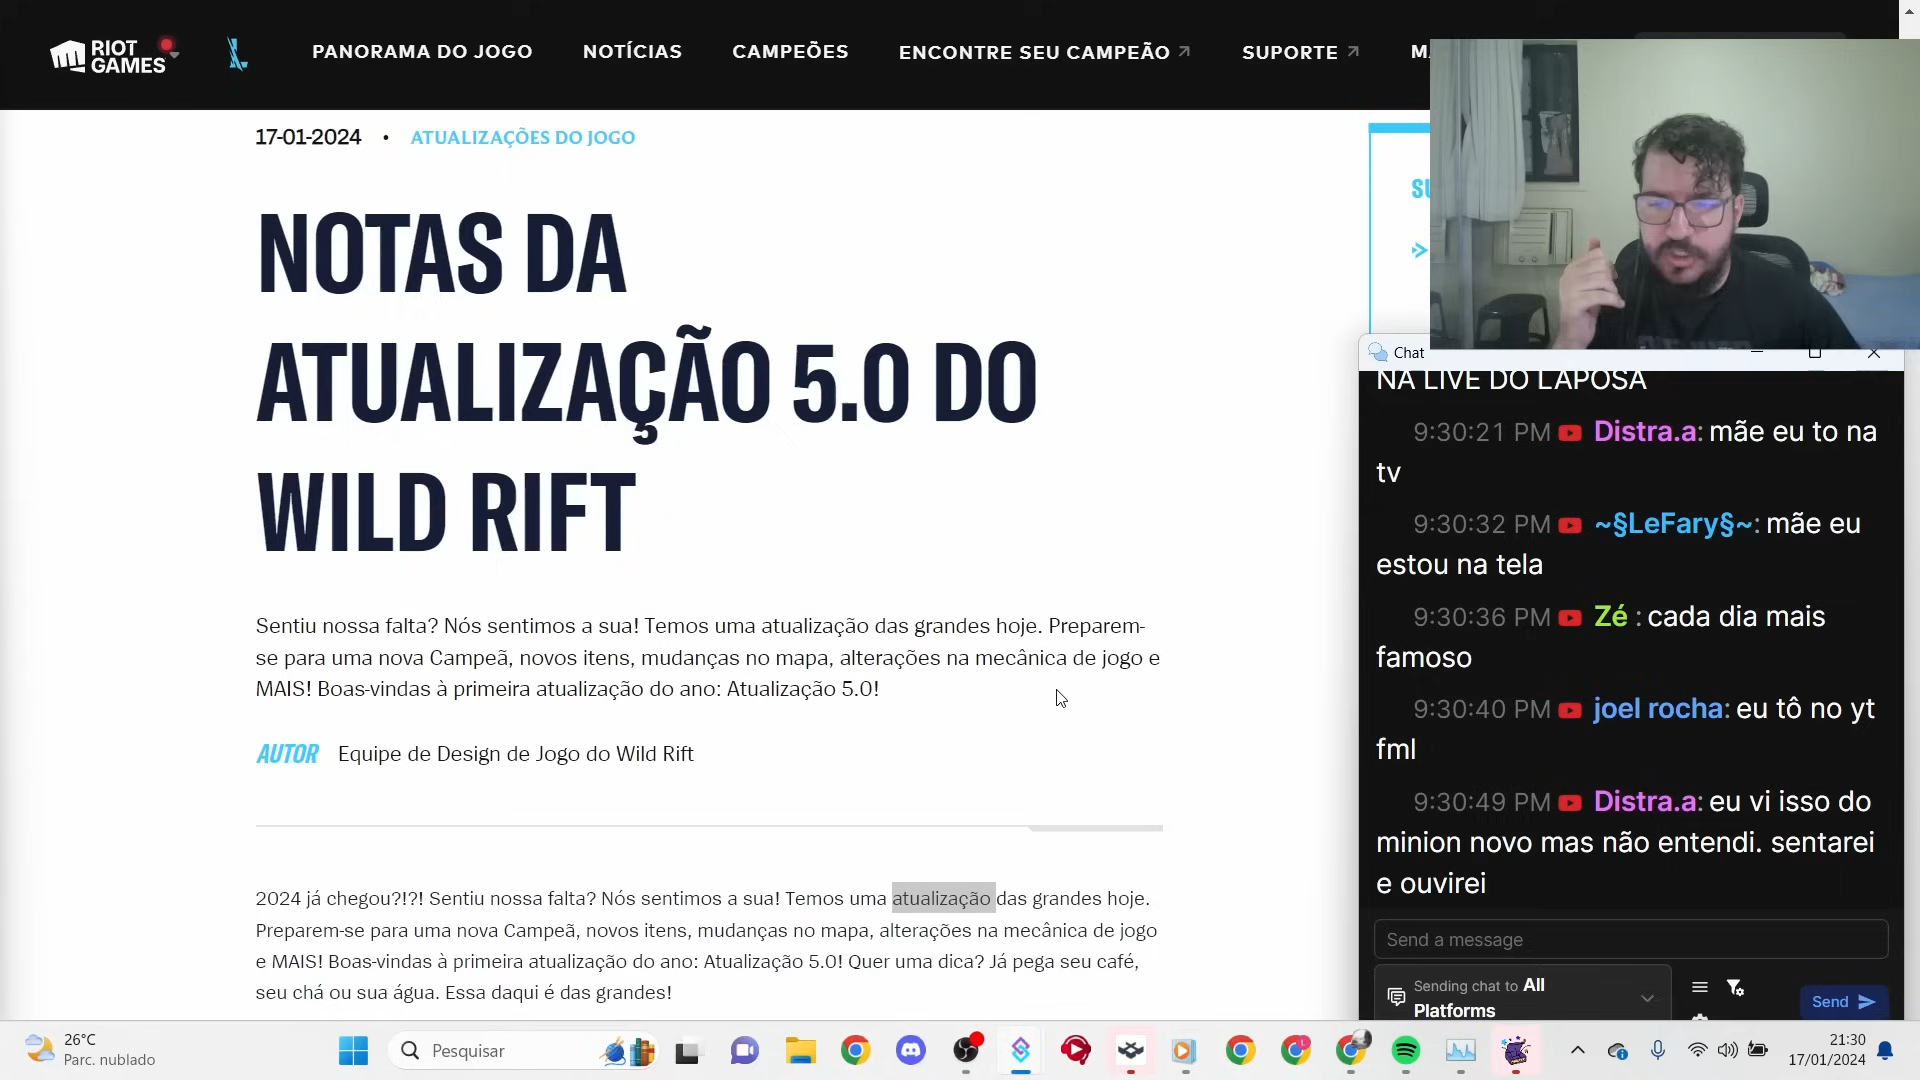 RIOT GAMES
PANORAMA DO JOGO
NOTÍCIAS
CAMPEÕES
ENCONTRE SEU CAMPEÃO
SUPORTE
17-01-2024 • ATUALIZAÇÕES DO JOGO
NOTAS DA
ATUALIZAÇÃO 5.0 DO
WILD RIFT
Sentiu nossa falta? Nós sentimos a sua! Temos uma atualização das grandes hoje. Preparem-
se para uma nova Campeã, novos itens, mudanças no mapa, alterações na mecânica de jogo e
MAIS! Boas-vindas à primeira atualização do ano: Atualização 5.0!
AUTOR Equipe de Design de Jogo do Wild Rift
2024 já chegou?!?! Sentiu nossa falta? Nós sentimos a sua! Temos uma atualização das grandes hoje.
Preparem-se para uma nova Campeã, novos itens, mudanças no mapa, alterações na mecânica de jogo
e MAIS! Boas-vindas à primeira atualização do ano: Atualização 5.0! Quer uma dica? Já pega seu café,
seu chá ou sua água. Essa daqui é das grandes!
Chat
NA LIVE DO LAPOSA
9:30:21 PM Distra.a: mãe eu to na
tv
9:30:32 PM ~§LeFary§~: mãe eu
estou na tela
9:30:36 PM Zé : cada dia mais
famoso
9:30:40 PM joel rocha: eu tô no yt
fml
9:30:49 PM Distra.a: eu vi isso do
minion novo mas não entendi. sentarei
e ouvirei
Send a message
Sending chat to All
Platforms
Send
26°C
Parc. nublado
Pesquisar
21:30
17/01/2024